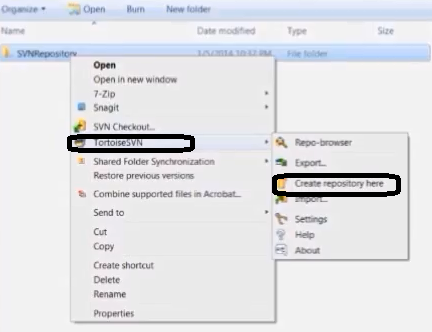 Organize Open Burn New folder
Name Date modified Type Size
SVNRepository 1/5/2014 10:37 PM File folder
Open
Open in new window
7-Zip
Snagit
SVN Checkout...
TortoiseSVN
Repo-browser
Shared Folder Synchronization
Export...
Restore previous versions
Create repository here
Combine supported files in Acrobat...
Import...
Send to
Settings
Cut
Help
Copy
About
Create shortcut
Delete
Rename
Properties